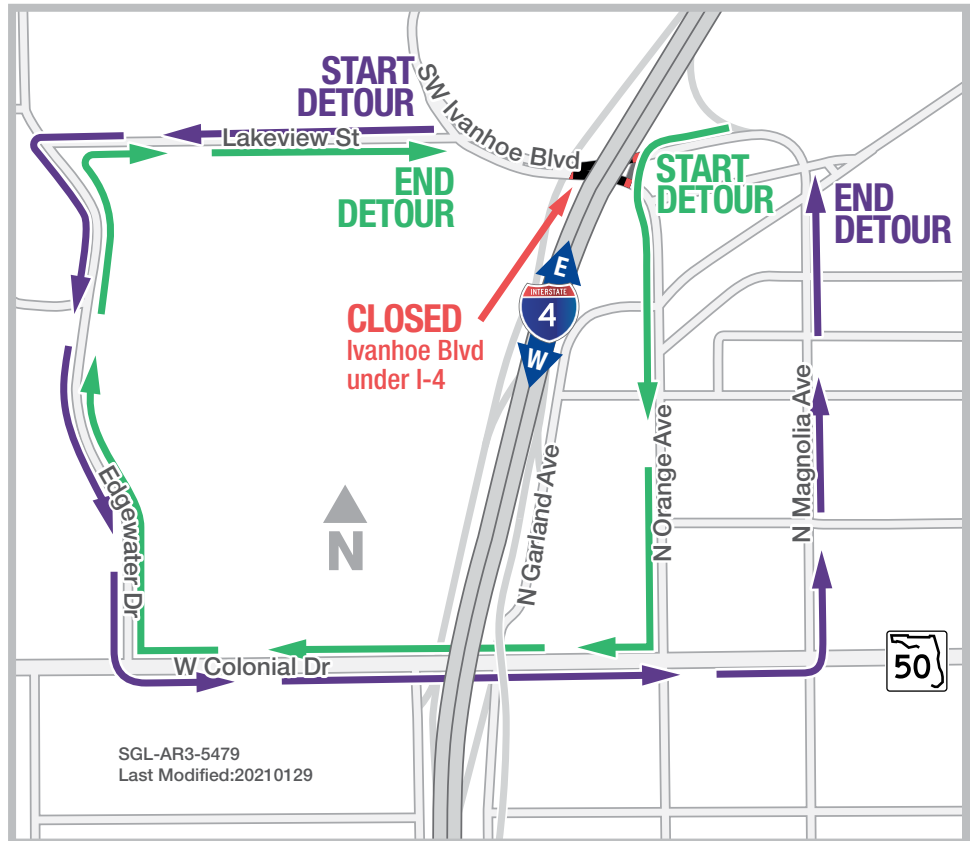 START
DETOUR
SW Ivanhoe Blvd
Lakeview St
END
DETOUR
START
DETOUR
END
DETOUR
CLOSED
Ivanhoe Blvd
under I-4
E
INTERSTATE
4
W
N Garland Ave
N Orange Ave
N Magnolia Ave
Edgewater Dr
N
W Colonial Dr
50
SGL-AR3-5479
Last Modified:20210129